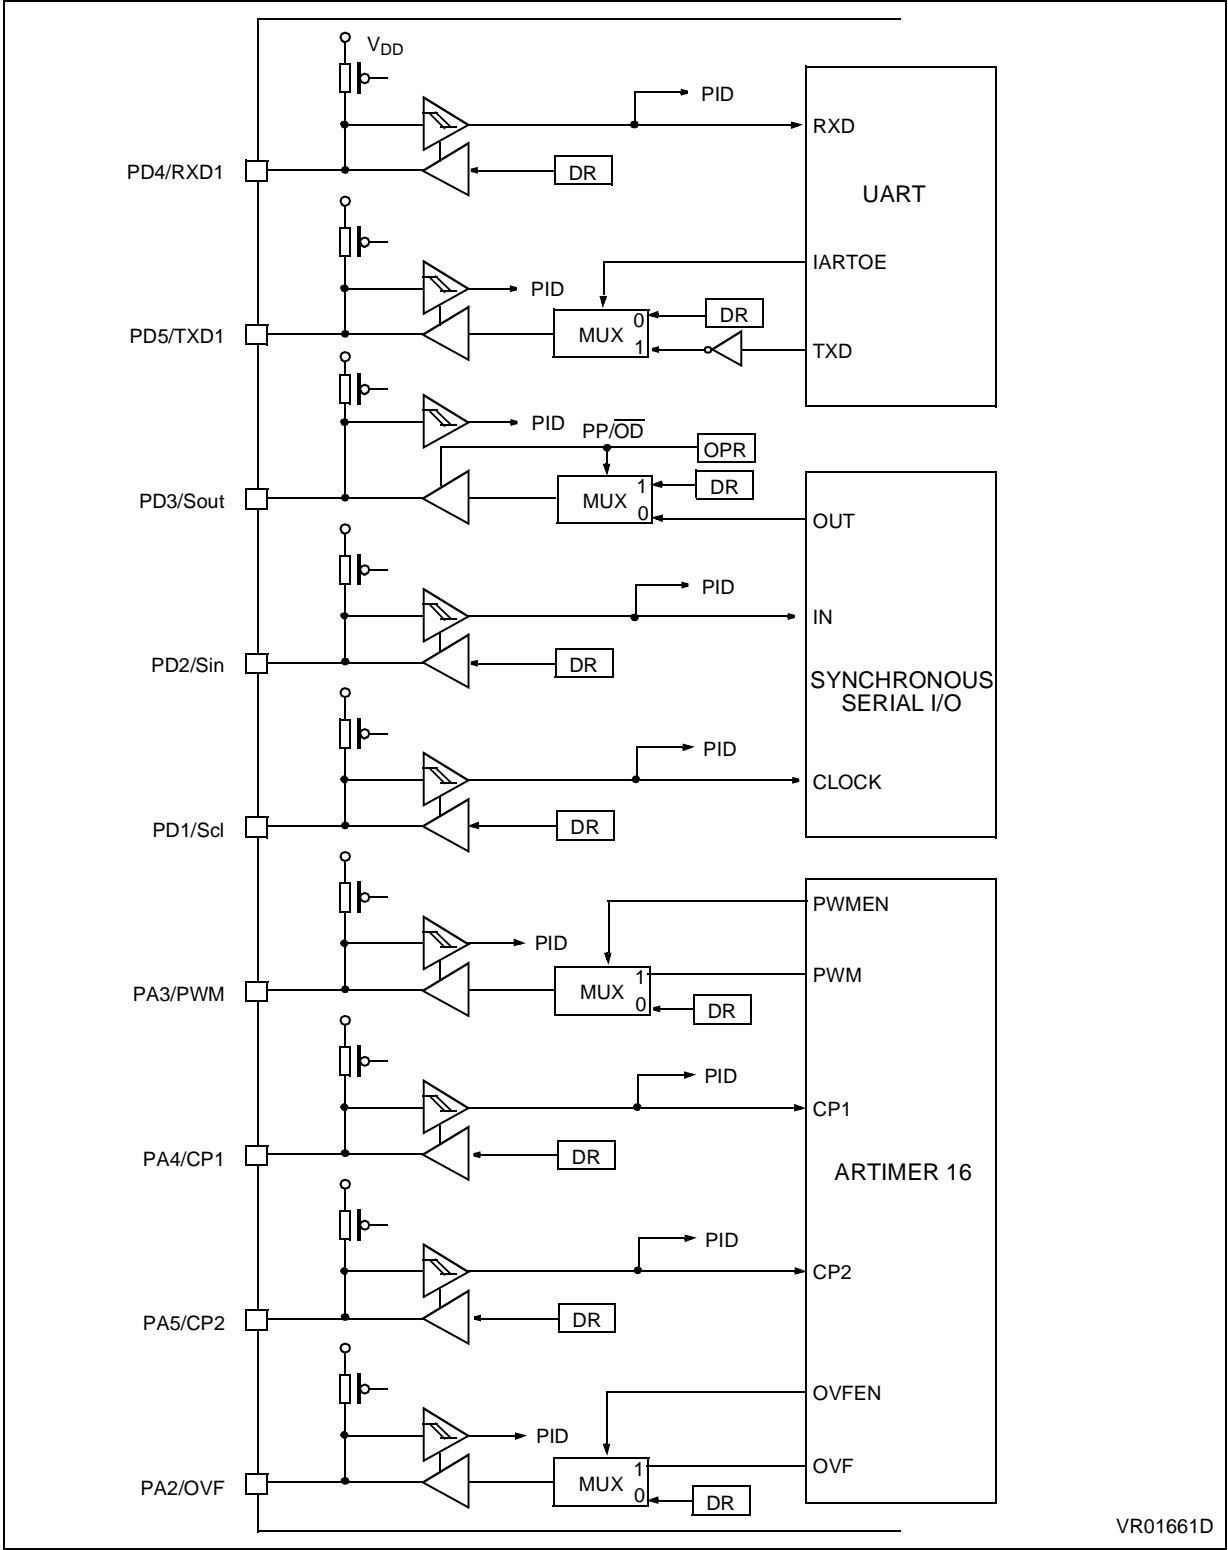 VDD
PID
RXD
PD4/RXD1
DR
UART
IARTOE
PID
DR
0
PD5/TXD1
MUX
1
TXD
PID
PP/OD
OPR
1
DR
PD3/Sout
MUX
0
OUT
PID
IN
PD2/Sin
DR
SYNCHRONOUS
SERIAL I/O
PID
CLOCK
PD1/Scl
DR
PWMEN
PID
1
PWM
PA3/PWM
MUX
0
DR
PID
CP1
PA4/CP1
DR
ARTIMER 16
PID
CP2
PA5/CP2
DR
OVFEN
PID
1
OVF
PA2/OVF
MUX
0
DR
VR01661D